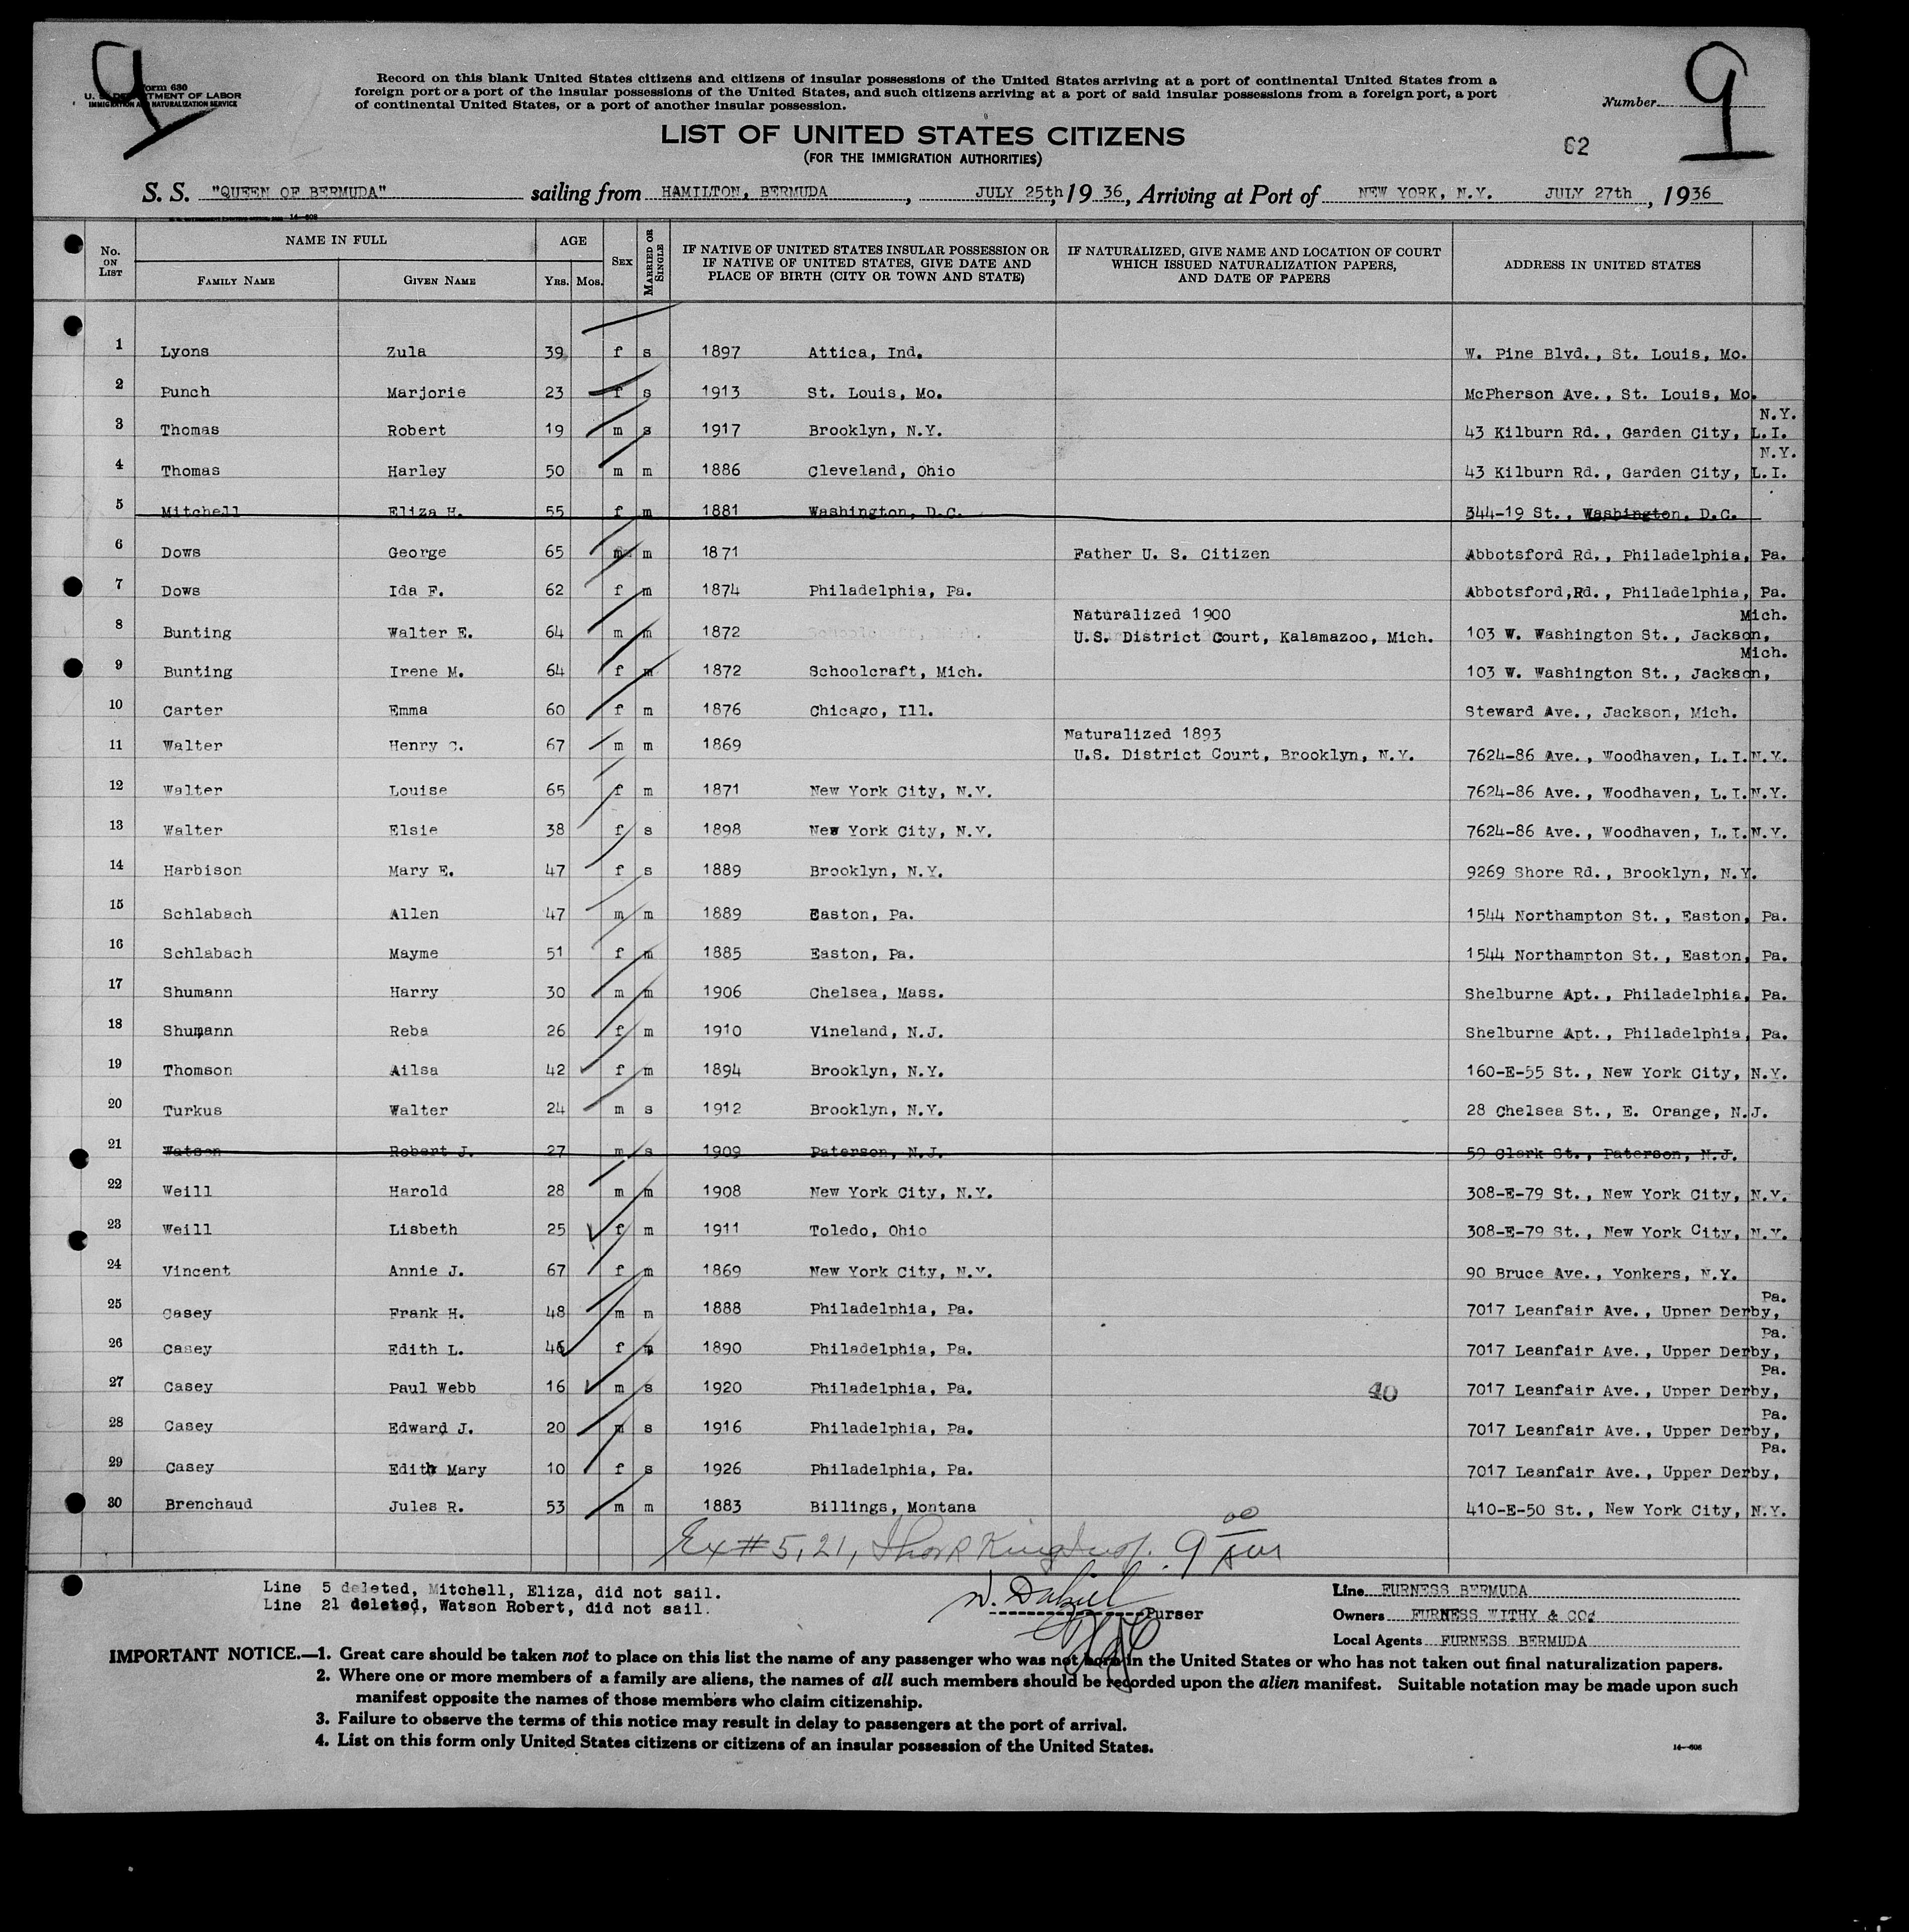 9
9
Form 630
U. S. DEPARTMENT OF LABOR
IMMIGRATION AND NATURALIZATION SERVICE
Record on this blank United States citizens and citizens of insular possessions of the United States arriving at a port of continental United States from a
foreign port or a port of the insular possessions of the United States, and such citizens arriving at a port of said insular possessions from a foreign port, a port
of continental United States, or a port of another insular possession.
Number
LIST OF UNITED STATES CITIZENS
(FOR THE IMMIGRATION AUTHORITIES)
62
S. S. "QUEEN OF BERMUDA" sailing from HAMILTON, BERMUDA, JULY 25th, 1936, Arriving at Port of NEW YORK, N.Y. JULY 27th, 1936
14—608
No. ON LIST NAME IN FULL FAMILY NAME GIVEN NAME AGE YRS. MOS. SEX MARRIED OR SINGLE IF NATIVE OF UNITED STATES INSULAR POSSESSION OR IF NATIVE OF UNITED STATES, GIVE DATE AND PLACE OF BIRTH (CITY OR TOWN AND STATE) IF NATURALIZED, GIVE NAME AND LOCATION OF COURT WHICH ISSUED NATURALIZATION PAPERS, AND DATE OF PAPERS ADDRESS IN UNITED STATES
1 Lyons Zula 39 f s 1897 Attica, Ind. W. Pine Blvd., St. Louis, Mo.
2 Punch Marjorie 23 f s 1913 St. Louis, Mo. McPherson Ave., St. Louis, Mo.
3 Thomas Robert 19 m s 1917 Brooklyn, N.Y. 43 Kilburn Rd., Garden City, L.I. N.Y.
4 Thomas Harley 50 m m 1886 Cleveland, Ohio 43 Kilburn Rd., Garden City, L.I. N.Y.
5 Mitchell Eliza H. 55 f m 1881 Washington, D.C. 344-19 St., Washington, D.C.
6 Dows George 65 m m 1871 Father U. S. Citizen Abbotsford Rd., Philadelphia, Pa.
7 Dows Ida F. 62 f m 1874 Philadelphia, Pa. Abbotsford,Rd., Philadelphia, Pa.
8 Bunting Walter E. 64 m m 1872 Naturalized 1900 U.S. District Court, Kalamazoo, Mich. 103 W. Washington St., Jackson, Mich.
9 Bunting Irene M. 64 f m 1872 Schoolcraft, Mich. 103 W. Washington St., Jackson, Mich.
10 Carter Emma 60 f m 1876 Chicago, Ill. Steward Ave., Jackson, Mich.
11 Walter Henry C. 67 m m 1869 Naturalized 1893 U.S. District Court, Brooklyn, N.Y. 7624-86 Ave., Woodhaven, L.I. N.Y.
12 Walter Louise 65 f m 1871 New York City, N.Y. 7624-86 Ave., Woodhaven, L.I. N.Y.
13 Walter Elsie 38 f s 1898 New York City, N.Y. 7624-86 Ave., Woodhaven, L.I. N.Y.
14 Harbison Mary E. 47 f s 1889 Brooklyn, N.Y. 9269 Shore Rd., Brooklyn, N.Y.
15 Schlabach Allen 47 m m 1889 Easton, Pa. 1544 Northampton St., Easton, Pa.
16 Schlabach Mayme 51 f m 1885 Easton, Pa. 1544 Northampton St., Easton, Pa.
17 Shumann Harry 30 m m 1906 Chelsea, Mass. Shelburne Apt., Philadelphia, Pa.
18 Shumann Reba 26 f m 1910 Vineland, N.J. Shelburne Apt., Philadelphia, Pa.
19 Thomson Ailsa 42 f m 1894 Brooklyn, N.Y. 160-E-55 St., New York City, N.Y.
20 Turkus Walter 24 m s 1912 Brooklyn, N.Y. 28 Chelsea St., E. Orange, N.J.
21 Watson Robert J. 27 m s 1909 Paterson, N.J. 59 Clark St., Paterson, N.J.
22 Weill Harold 28 m m 1908 New York City, N.Y. 308-E-79 St., New York City, N.Y.
23 Weill Lisbeth 25 f m 1911 Toledo, Ohio 308-E-79 St., New York City, N.Y.
24 Vincent Annie J. 67 f m 1869 New York City, N.Y. 90 Bruce Ave., Yonkers, N.Y.
25 Casey Frank H. 48 m m 1888 Philadelphia, Pa. 7017 Leanfair Ave., Upper Derby, Pa.
26 Casey Edith L. 46 f m 1890 Philadelphia, Pa. 7017 Leanfair Ave., Upper Derby, Pa.
27 Casey Paul Webb 16 m s 1920 Philadelphia, Pa. 40 7017 Leanfair Ave., Upper Derby, Pa.
28 Casey Edward J. 20 m s 1916 Philadelphia, Pa. 7017 Leanfair Ave., Upper Derby, Pa.
29 Casey Edith Mary 10 f s 1926 Philadelphia, Pa. 7017 Leanfair Ave., Upper Derby, Pa.
30 Brenchaud Jules R. 53 m m 1883 Billings, Montana 410-E-50 St., New York City, N.Y.
Ex # 5, 21, 9 00 AM
Line 5 deleted, Mitchell, Eliza, did not sail.
Line 21 deleted, Watson Robert, did not sail.
Purser
Line FURNESS BERMUDA
Owners FURNESS WITHY & CO.
Local Agents FURNESS BERMUDA
IMPORTANT NOTICE.—1. Great care should be taken not to place on this list the name of any passenger who was not born in the United States or who has not taken out final naturalization papers.
2. Where one or more members of a family are aliens, the names of all such members should be recorded upon the alien manifest. Suitable notation may be made upon such
manifest opposite the names of those members who claim citizenship.
3. Failure to observe the terms of this notice may result in delay to passengers at the port of arrival.
4. List on this form only United States citizens or citizens of an insular possession of the United States.
14—608